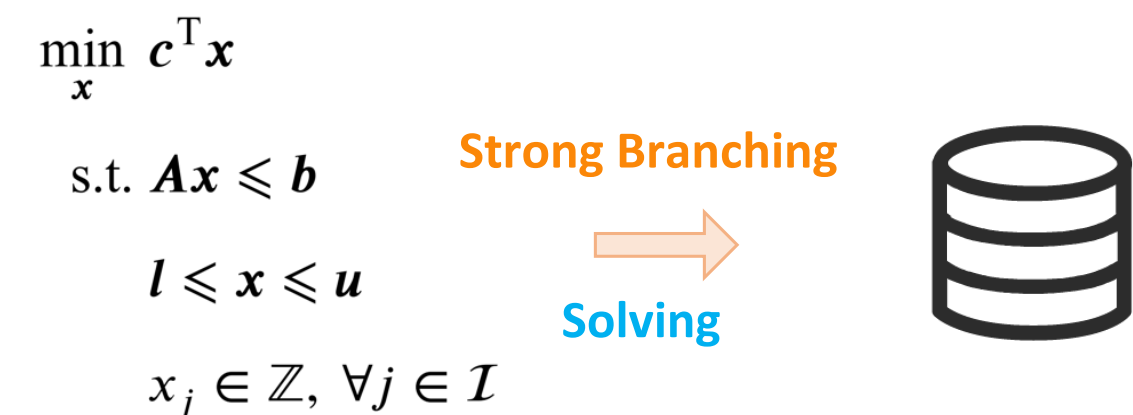 min c^T x
x
s.t. Ax ⩽ b
l ⩽ x ⩽ u
x_j ∈ ℤ, ∀j ∈ ℐ
Strong Branching
Solving